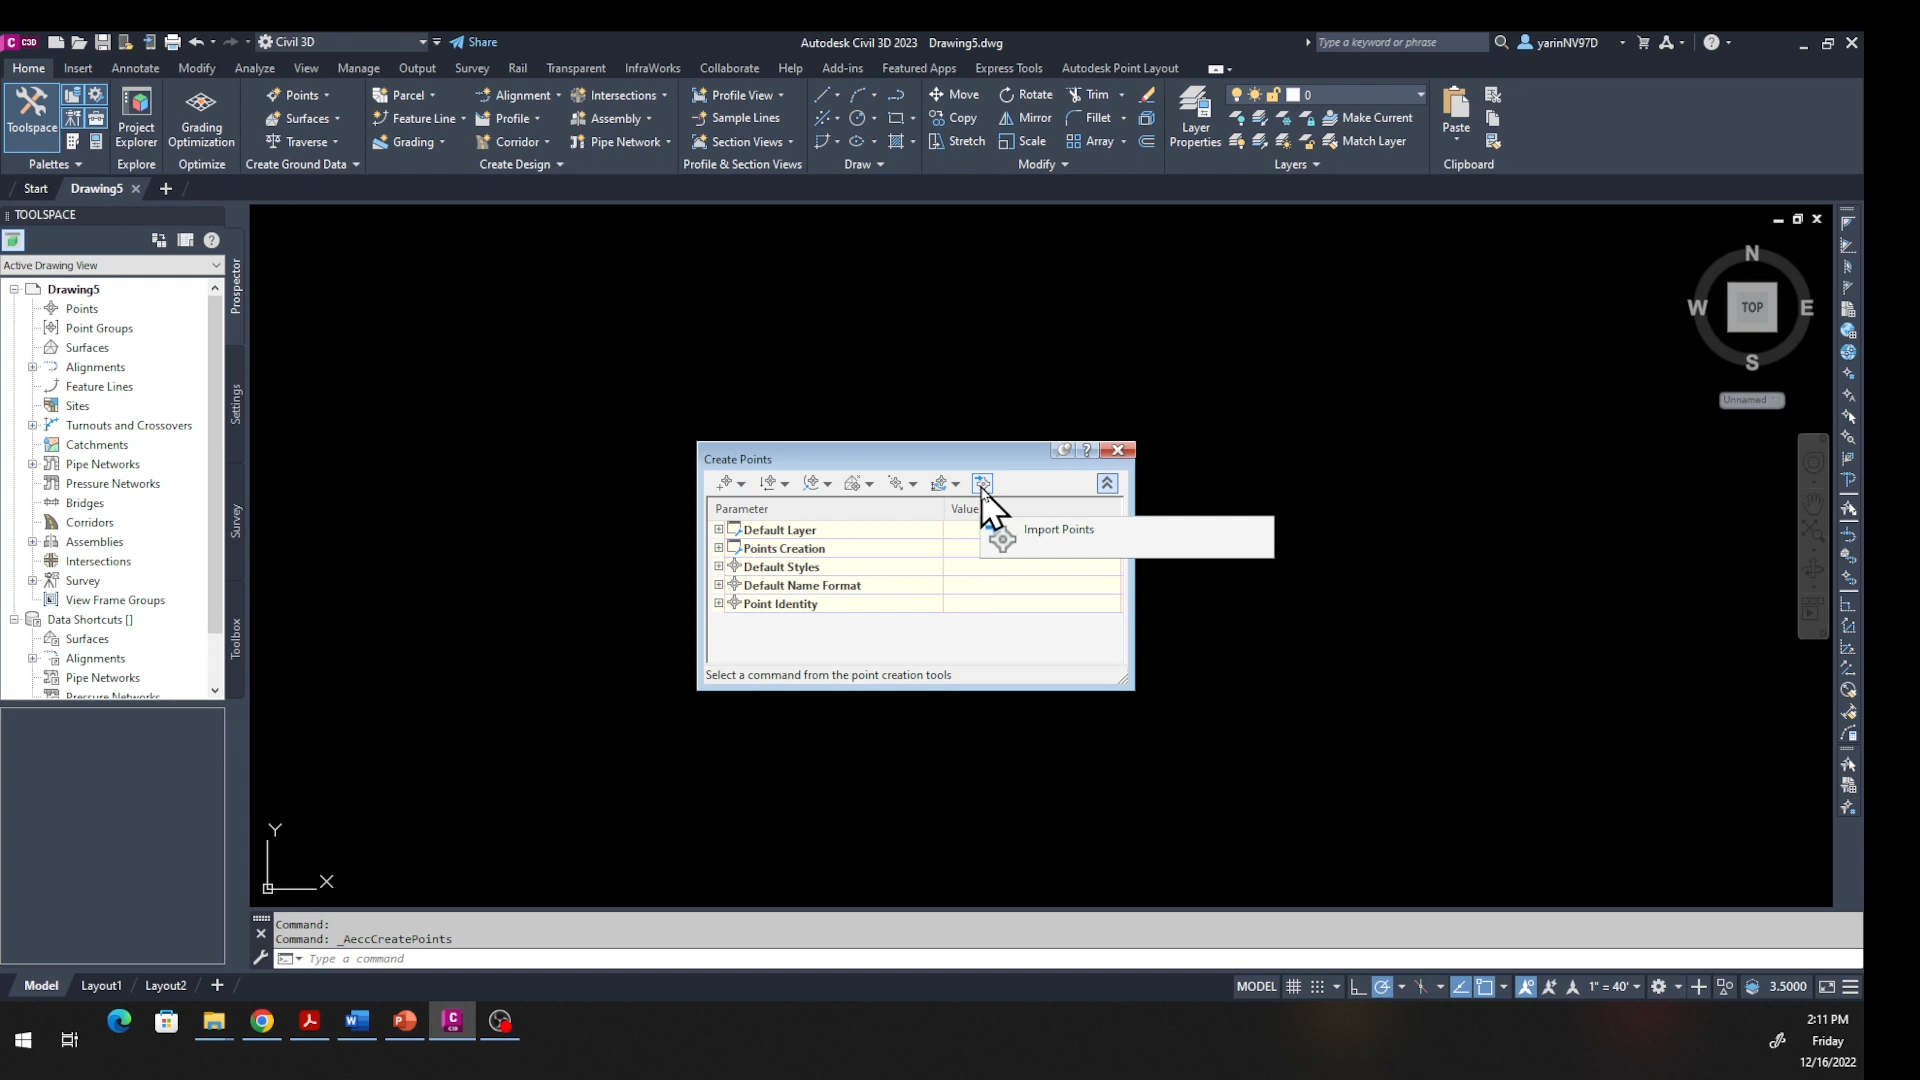 C3D Civil 3D Share Autodesk Civil 3D 2023 Drawing5.dwg Type a keyword or phrase yarinNV97D
Home Insert Annotate Modify Analyze View Manage Output Survey Rail Transparent InfraWorks Collaborate Help Add-ins Featured Apps Express Tools Autodesk Point Layout
Points Parcel Alignment Intersections Profile View Move Rotate Trim 0
Surfaces Feature Line Profile Assembly Sample Lines Copy Mirror Fillet Make Current
Toolspace Project Explorer Grading Optimization Layer Properties Paste
Traverse Grading Corridor Pipe Network Section Views Stretch Scale Array Match Layer
Palettes Explore Optimize Create Ground Data Create Design Profile & Section Views Draw Modify Layers Clipboard
Start Drawing5
TOOLSPACE
Active Drawing View
Drawing5
Points
Point Groups
Surfaces
Alignments
Feature Lines
Sites
Turnouts and Crossovers
Catchments
Pipe Networks
Pressure Networks
Bridges
Corridors
Assemblies
Intersections
Survey
View Frame Groups
Data Shortcuts []
Surfaces
Alignments
Pipe Networks
Pressure Networks
Prospector
Settings
Survey
Toolbox
N
W TOP E
S
Unnamed
Create Points
Parameter Value
Default Layer
Points Creation
Default Styles
Default Name Format
Point Identity
Import Points
Select a command from the point creation tools
Y
X
Command:
Command: _AeccCreatePoints
Type a command
Model Layout1 Layout2 MODEL 1" = 40' 3.5000
2:11 PM
Friday
12/16/2022